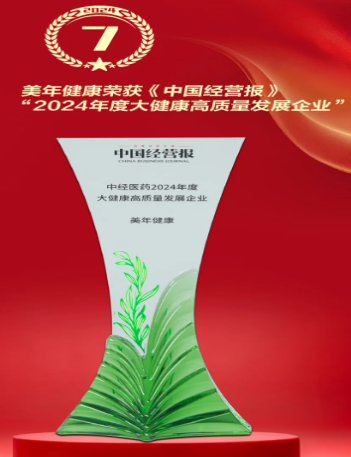 2024
7
美年健康荣获《中国经营报》
“2024年度大健康高质量发展企业”
中国经营报
CHINA BUSINESS JOURNAL
中经医药2024年度
大健康高质量发展企业
美年健康